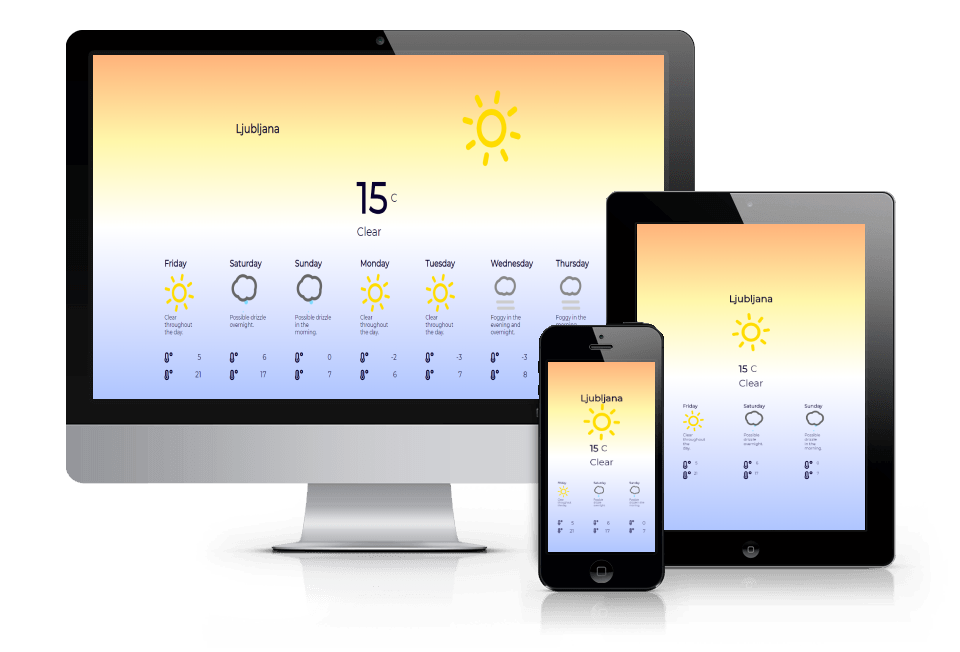 Ljubljana
15 C
Clear
Friday Saturday Sunday Monday Tuesday Wednesday Thursday
Clear Possible drizzle Possible drizzle Clear Clear Foggy in the Foggy in the
throughout overnight. in the throughout throughout evening and morning.
the day. morning. the day. the day. overnight.
5 6 0 -2 -3 -3
21 17 7 6 7 8
Ljubljana
15 C
Clear
Friday Saturday Sunday
Clear Possible Possible
throughout drizzle drizzle
the overnight. in the
day. morning.
5 6 0
21 17 7
Ljubljana
15 C
Clear
Friday Saturday Sunday
5 6 0
21 17 7